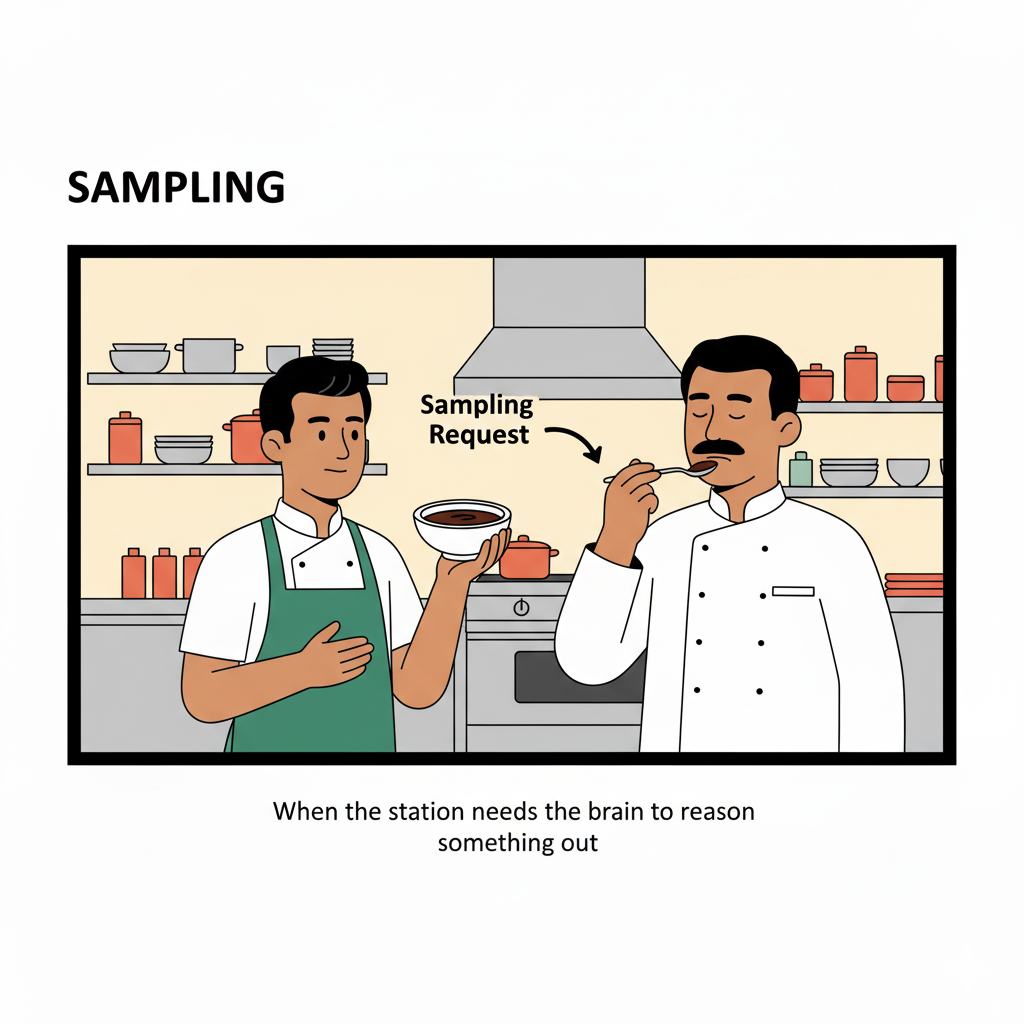 SAMPLING
Sampling
Request
When the station needs the brain to reason
something out